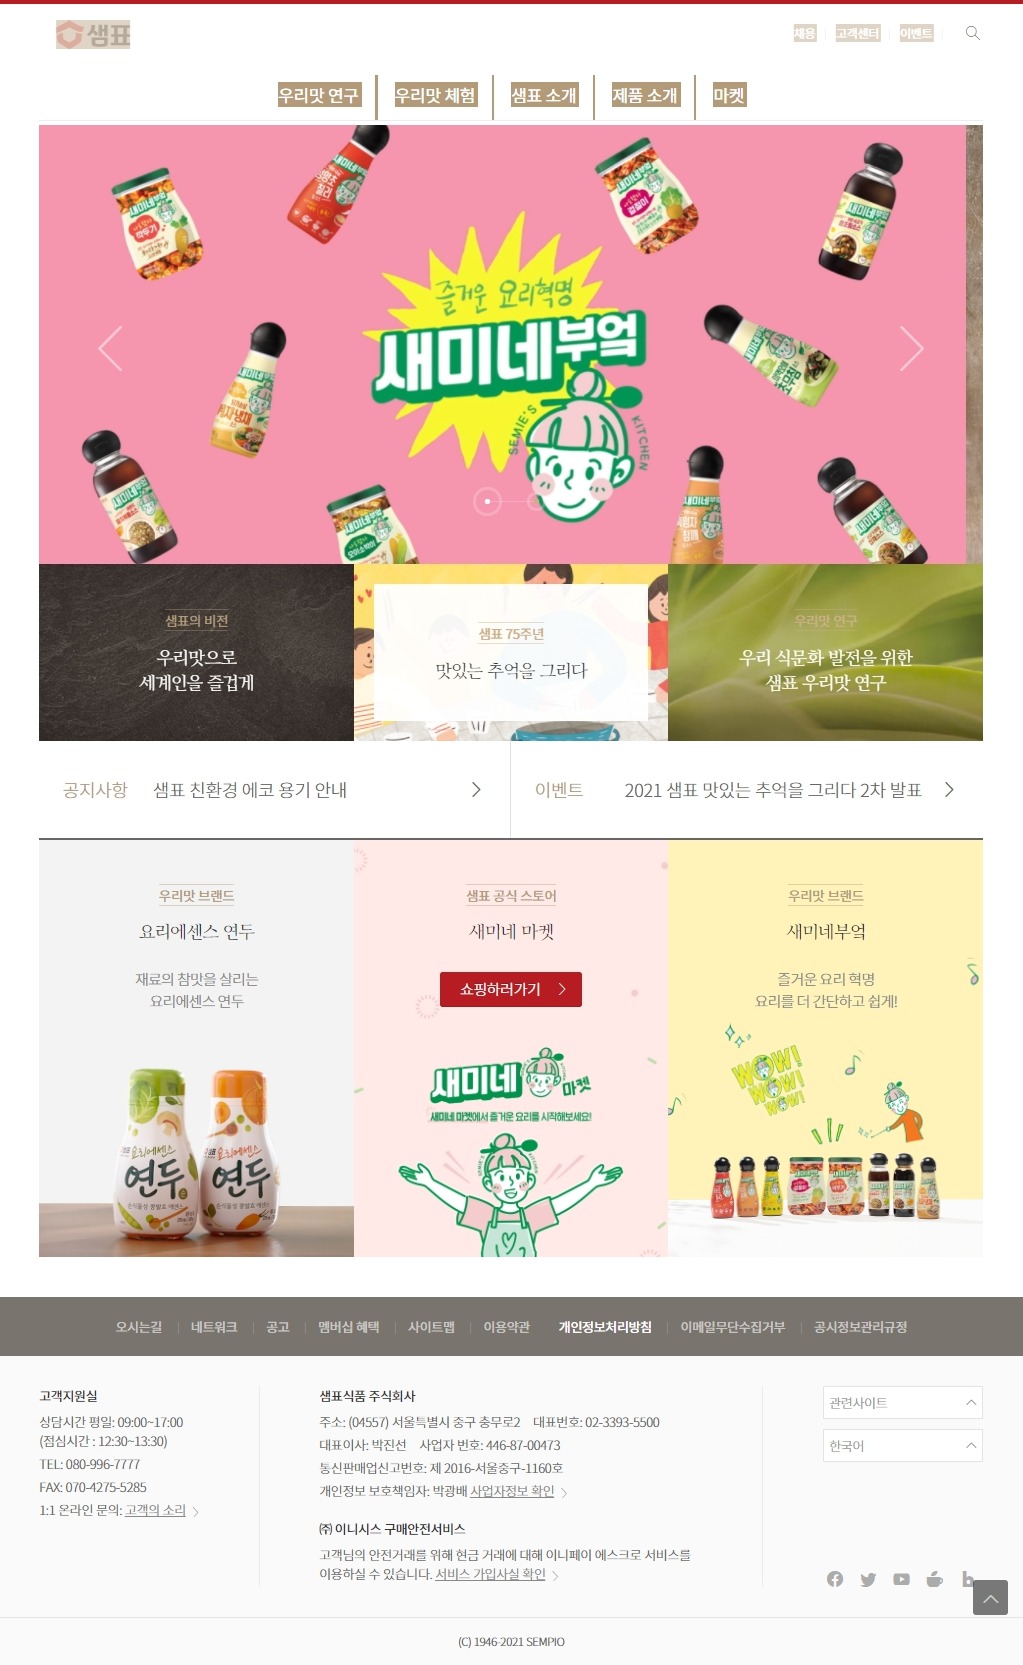 샘표
채용
고객센터
이벤트
우리맛 연구
우리맛 체험
샘표 소개
제품 소개
마켓
즐거운 요리혁명
새미네부엌
SEMIE'S KITCHEN
샘표의 비전
우리맛으로
세계인을 즐겁게
샘표 75주년
맛있는 추억을 그리다
우리맛 연구
우리 식문화 발전을 위한
샘표 우리맛 연구
공지사항 샘표 친환경 에코 용기 안내
이벤트 2021 샘표 맛있는 추억을 그리다 2차 발표
우리맛 브랜드
요리에센스 연두
재료의 참맛을 살리는
요리에센스 연두
요리에센스
연두
요리에센스
연두
샘표 공식 스토어
새미네 마켓
쇼핑하러가기
새미네 마켓
새미네 마켓에서 즐거운 요리를 시작해보세요!
우리맛 브랜드
새미네부엌
즐거운 요리 혁명
요리를 더 간단하고 쉽게!
WOW!
WOW!
WOW!
오시는길
네트워크
공고
멤버십 혜택
사이트맵
이용약관
개인정보처리방침
이메일무단수집거부
공시정보관리규정
고객지원실
상담시간 평일: 09:00~17:00
(점심시간 : 12:30~13:30)
TEL: 080-996-7777
FAX: 070-4275-5285
1:1 온라인 문의: 고객의 소리
샘표식품 주식회사
주소: (04557) 서울특별시 중구 충무로2 대표번호: 02-3393-5500
대표이사: 박진선 사업자 번호: 446-87-00473
통신판매업신고번호: 제 2016-서울중구-1160호
개인정보 보호책임자: 박광배 사업자정보 확인
㈜ 이니시스 구매안전서비스
고객님의 안전거래를 위해 현금 거래에 대해 이니페이 에스크로 서비스를
이용하실 수 있습니다. 서비스 가입사실 확인
관련사이트
한국어
(C) 1946-2021 SEMPIO